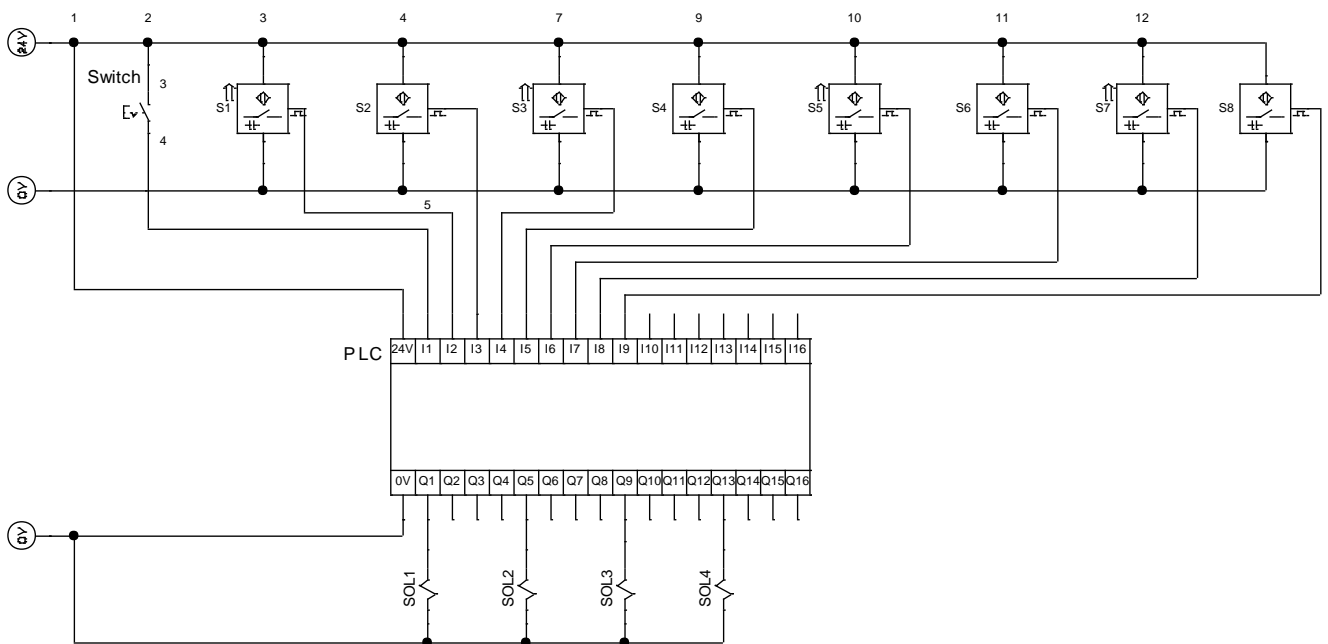 1 2 3 4 7 9 10 11 12
24V
Switch 3
S1 S2 S3 S4 S5 S6 S7 S8
4
0V
5
PLC 24V I1 I2 I3 I4 I5 I6 I7 I8 I9 I10 I11 I12 I13 I14 I15 I16
0V Q1 Q2 Q3 Q4 Q5 Q6 Q7 Q8 Q9 Q10 Q11 Q12 Q13 Q14 Q15 Q16
0V
SOL1 SOL2 SOL3 SOL4